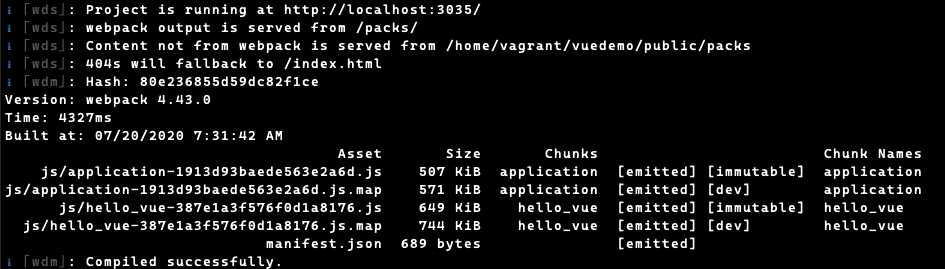 ℹ ｢wds｣: Project is running at http://localhost:3035/
ℹ ｢wds｣: webpack output is served from /packs/
ℹ ｢wds｣: Content not from webpack is served from /home/vagrant/vuedemo/public/packs
ℹ ｢wds｣: 404s will fallback to /index.html
ℹ ｢wdm｣: Hash: 80e236855d59dc82f1ce
Version: webpack 4.43.0
Time: 4327ms
Built at: 07/20/2020 7:31:42 AM
Asset Size Chunks Chunk Names
js/application-1913d93baede563e2a6d.js 507 KiB application [emitted] [immutable] application
js/application-1913d93baede563e2a6d.js.map 571 KiB application [emitted] [dev] application
js/hello_vue-387e1a3f576f0d1a8176.js 649 KiB hello_vue [emitted] [immutable] hello_vue
js/hello_vue-387e1a3f576f0d1a8176.js.map 744 KiB hello_vue [emitted] [dev] hello_vue
manifest.json 689 bytes [emitted]
ℹ ｢wdm｣: Compiled successfully.